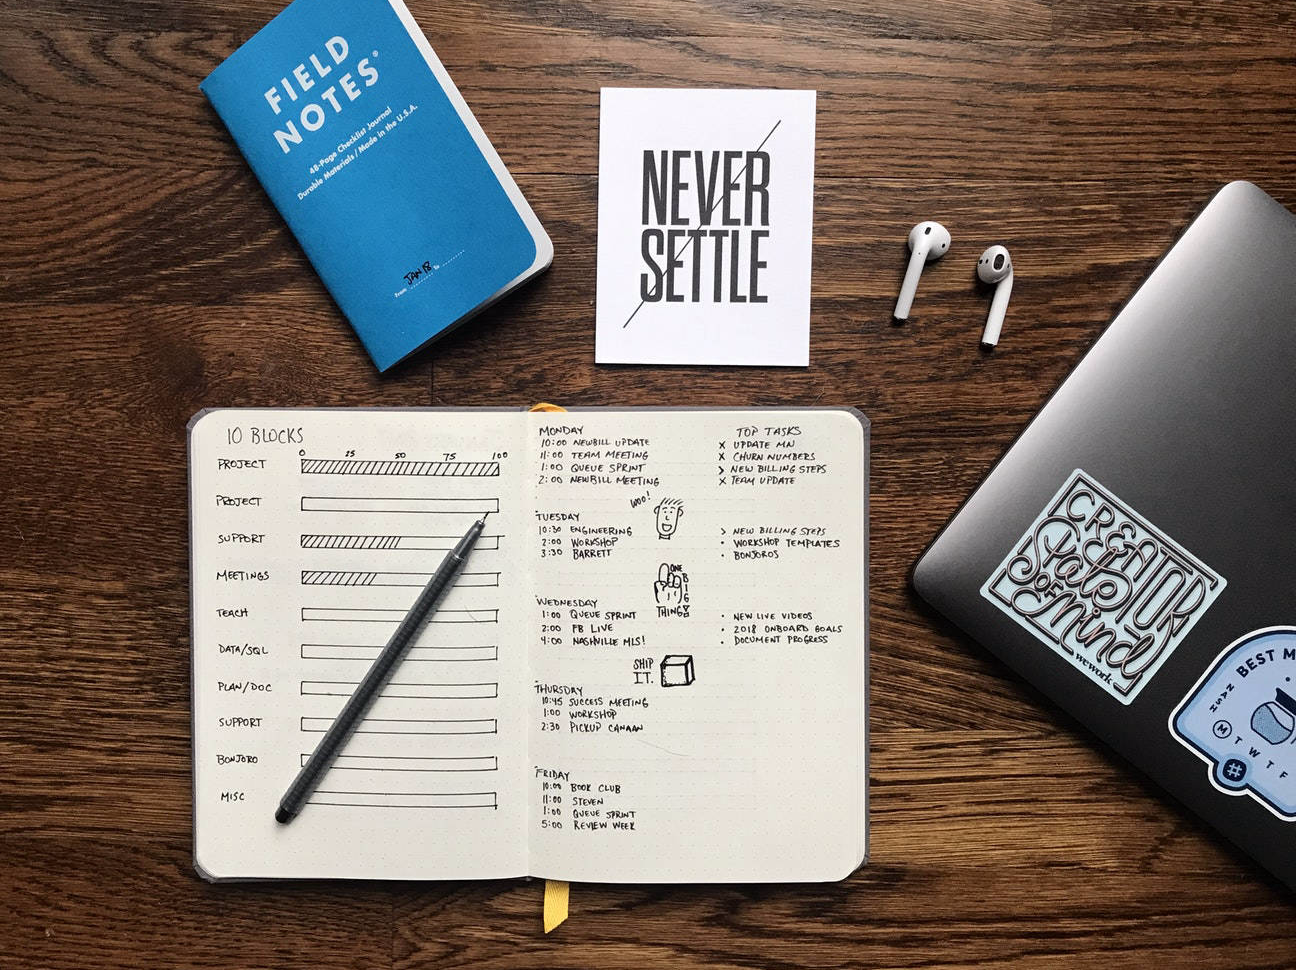 FIELD
NOTES®
48-Page Checklist Journal
Durable Materials / Made in the U.S.A.
JAN 18
From To
NEVER
SETTLE
10 BLOCKS
0 25 50 75 100
PROJECT
PROJECT
SUPPORT
MEETINGS
TEACH
DATA/SQL
PLAN/DOC
SUPPORT
BONJORO
MISC
MONDAY
10:00 NEWBILL UPDATE
11:00 TEAM MEETING
1:00 QUEUE SPRINT
2:00 NEWBILL MEETING
TOP TASKS
X UPDATE MN
X CHURN NUMBERS
> NEW BILLING STEPS
X TEAM UPDATE
WOO!
TUESDAY
10:30 ENGINEERING
2:00 WORKSHOP
3:30 BARRETT
> NEW BILLING STEPS
• WORKSHOP TEMPLATES
• BONJOROS
ONE
BIG
THING!
WEDNESDAY
1:00 QUEUE SPRINT
2:00 FB LIVE
4:00 NASHVILLE MLS!
• NEW LIVE VIDEOS
• 2018 ONBOARD GOALS
• DOCUMENT PROGRESS
SHIP
IT.
THURSDAY
10:45 SUCCESS MEETING
1:00 WORKSHOP
2:30 PICKUP CANAAN
FRIDAY
10:00 BOOK CLUB
11:00 STEVEN
1:00 QUEUE SPRINT
5:00 REVIEW WEEK
CREATOR
State
OF
Mind
wework
BEST M
NASH
M T W T F
#